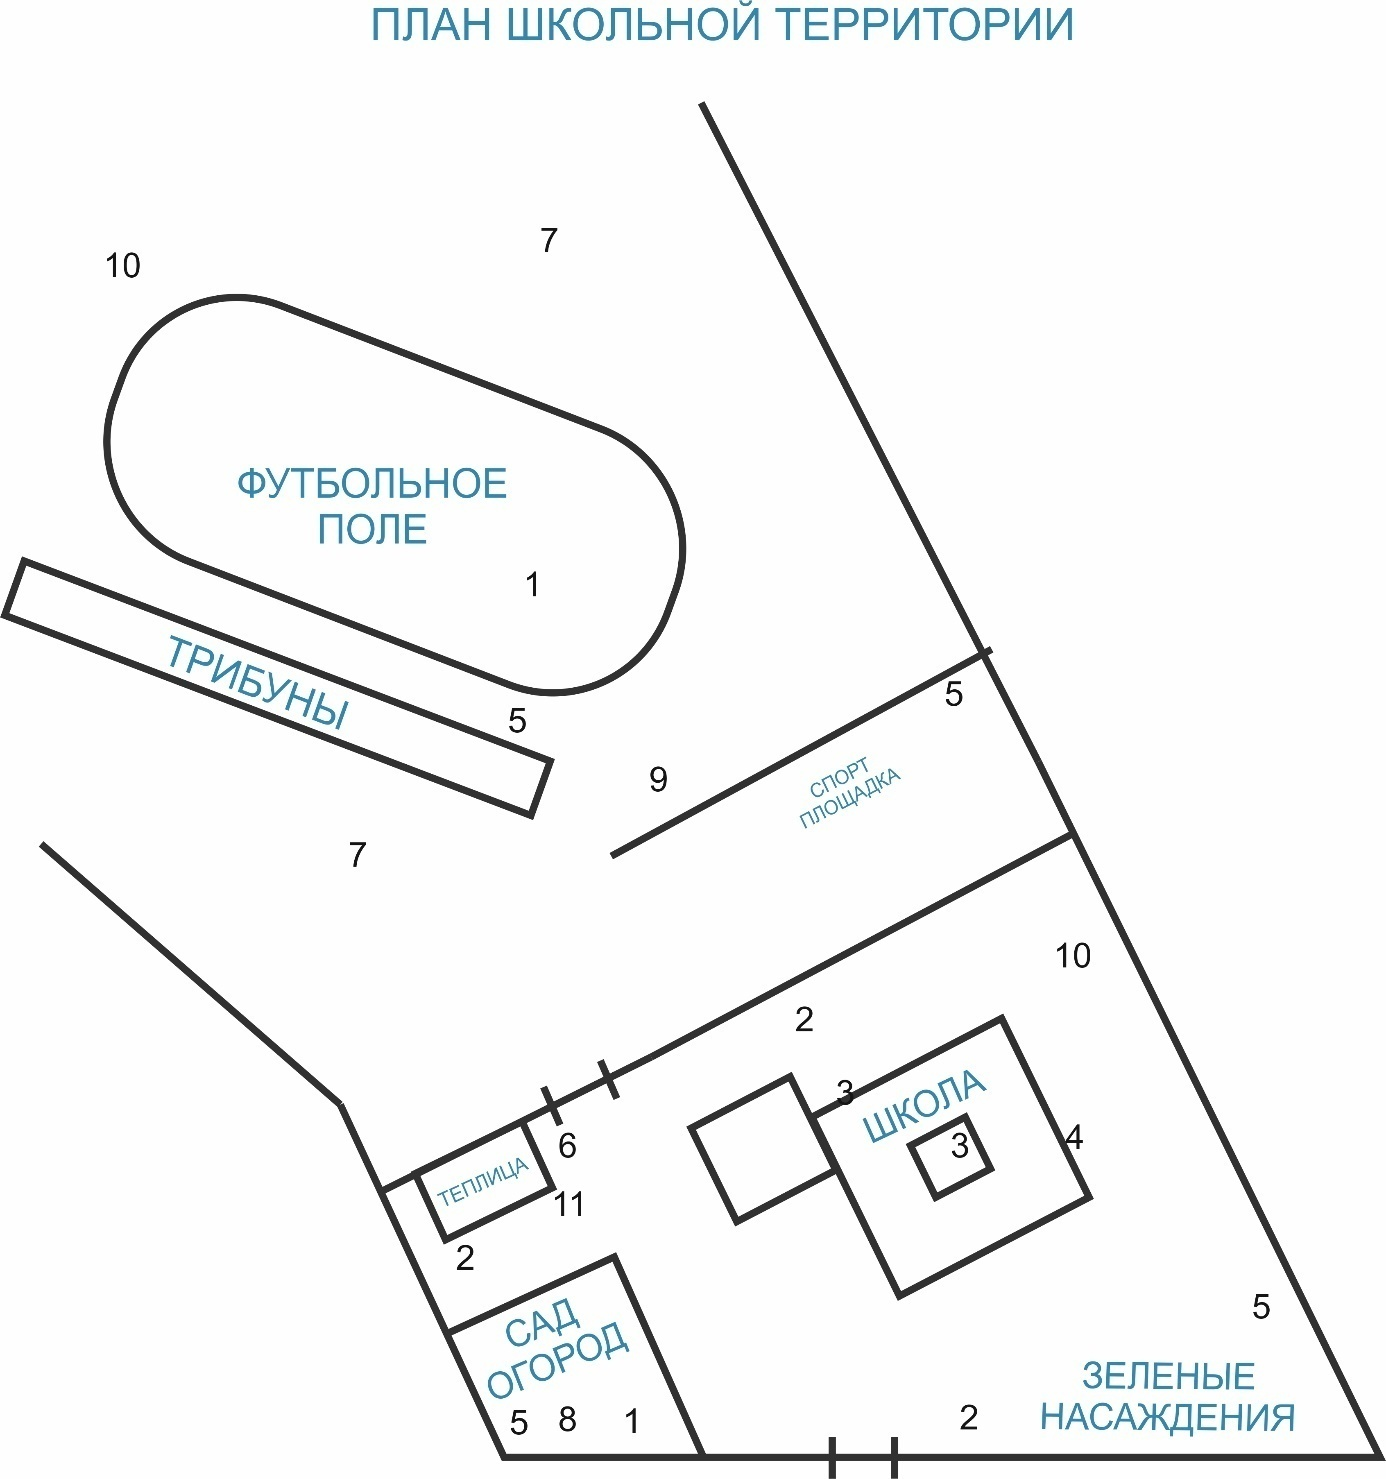 ПЛАН ШКОЛЬНОЙ ТЕРРИТОРИИ
7
10
ФУТБОЛЬНОЕ
ПОЛЕ
1
ТРИБУНЫ
5
5
9
СПОРТ
ПЛОЩАДКА
7
10
2
3
ШКОЛА
3
4
6
ТЕПЛИЦА
11
2
САД
ОГОРОД
5 8 1
5
ЗЕЛЕНЫЕ
НАСАЖДЕНИЯ
2